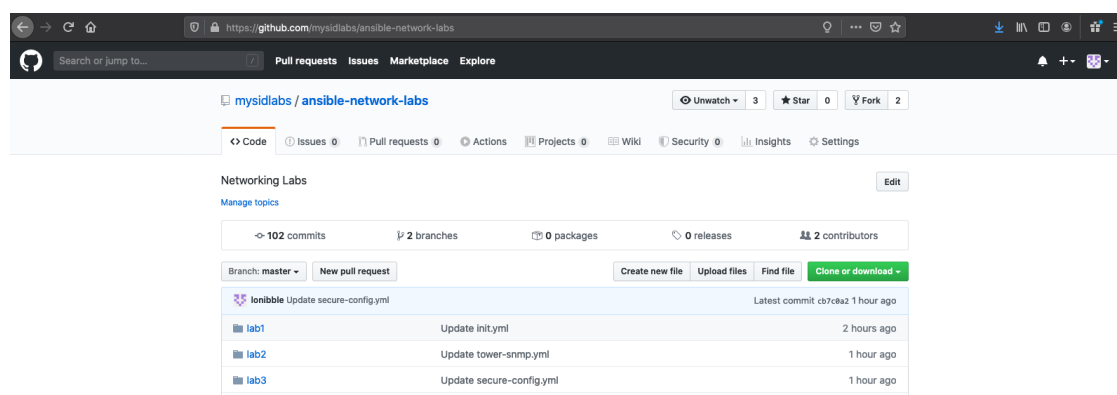 https://github.com/mysidlabs/ansible-network-labs
Search or jump to... / Pull requests Issues Marketplace Explore
mysidlabs / ansible-network-labs Unwatch 3 Star 0 Fork 2
Code Issues 0 Pull requests 0 Actions Projects 0 Wiki Security 0 Insights Settings
Networking Labs Edit
Manage topics
102 commits 2 branches 0 packages 0 releases 2 contributors
Branch: master New pull request Create new file Upload files Find file Clone or download
lonibble Update secure-config.yml Latest commit cb7c0a2 1 hour ago
lab1 Update init.yml 2 hours ago
lab2 Update tower-snmp.yml 1 hour ago
lab3 Update secure-config.yml 1 hour ago